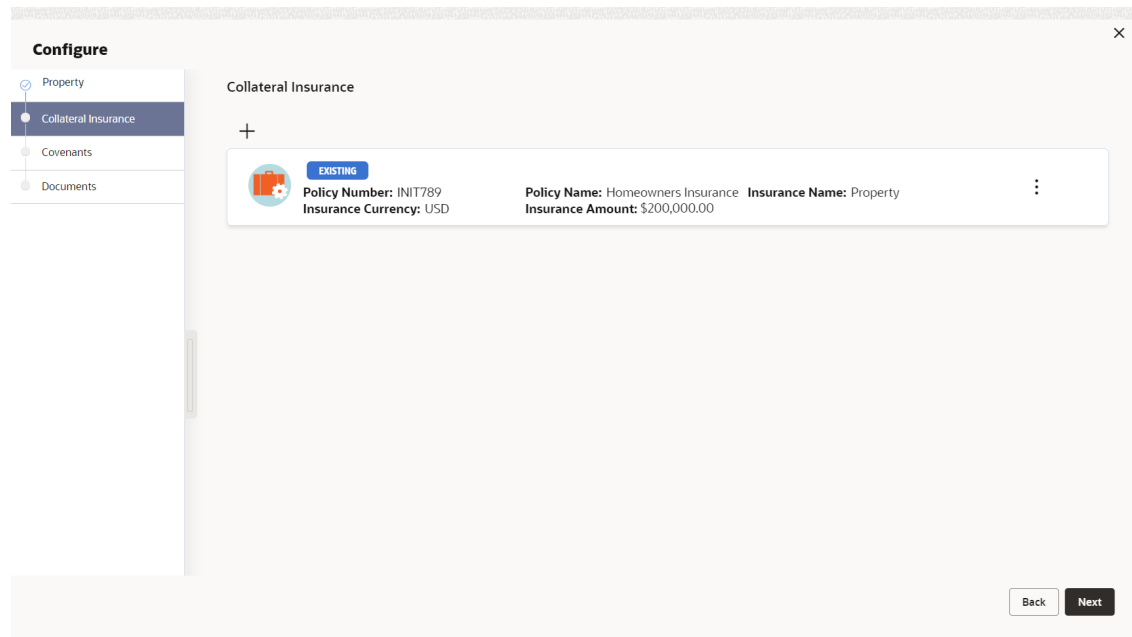 Configure
Property
Collateral Insurance
Covenants
Documents
Collateral Insurance
EXISTING
Policy Number: INIT789 Policy Name: Homeowners Insurance Insurance Name: Property
Insurance Currency: USD Insurance Amount: $200,000.00
Back Next